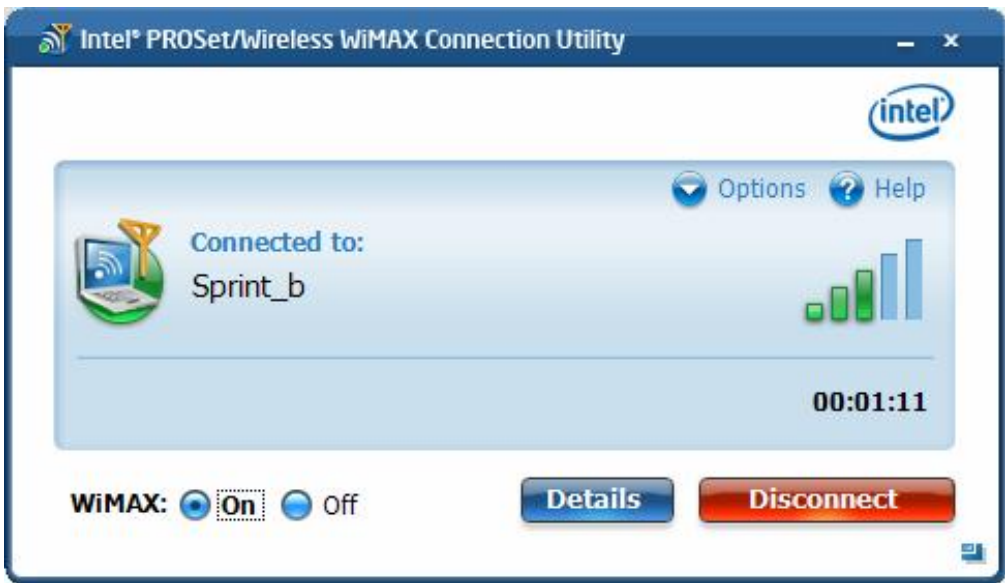 Intel® PROSet/Wireless WiMAX Connection Utility
intel
Options Help
Connected to:
Sprint_b
00:01:11
WiMAX: On Off Details Disconnect